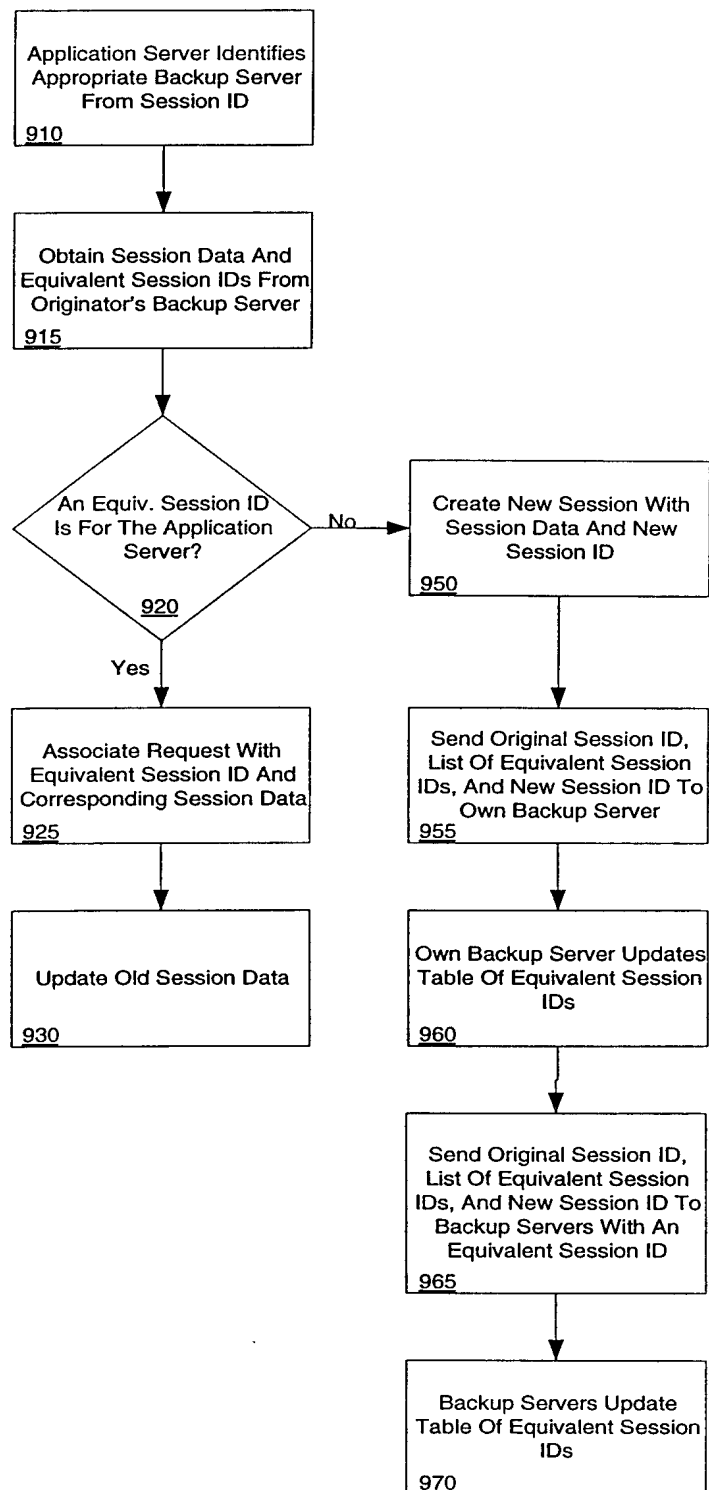 Application Server Identifies
Appropriate Backup Server
From Session ID
910
Obtain Session Data And
Equivalent Session IDs From
Originator's Backup Server
915
An Equiv. Session ID
Is For The Application
Server?
920
No
Yes
Associate Request With
Equivalent Session ID And
Corresponding Session Data
925
Update Old Session Data
930
Create New Session With
Session Data And New
Session ID
950
Send Original Session ID,
List Of Equivalent Session
IDs, And New Session ID To
Own Backup Server
955
Own Backup Server Updates
Table Of Equivalent Session
IDs
960
Send Original Session ID,
List Of Equivalent Session
IDs, And New Session ID To
Backup Servers With An
Equivalent Session ID
965
Backup Servers Update
Table Of Equivalent Session
IDs
970